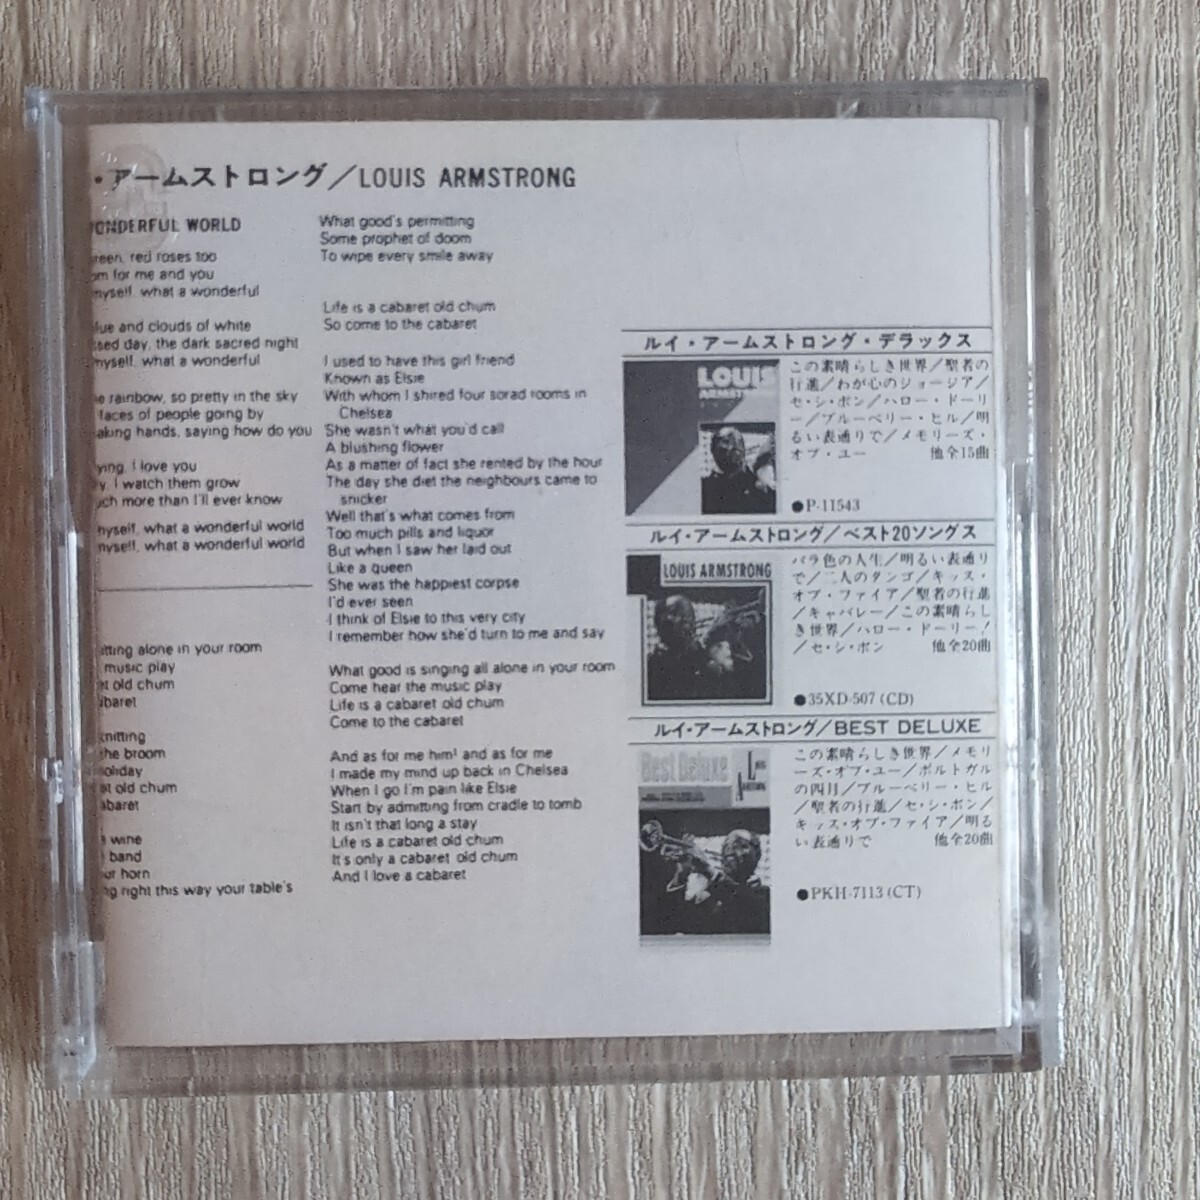 ・アームストロング／LOUIS ARMSTRONG
ONDERFUL WORLD
reen, red roses too
om for me and you
myself, what a wonderful
lue and clouds of white
ssed day, the dark sacred night
myself, what a wonderful
e rainbow, so pretty in the sky
faces of people going by
aking hands, saying how do you
ying, I love you
y, I watch them grow
uch more than I'll ever know
myself, what a wonderful world
myself, what a wonderful world
itting alone in your room
music play
at old chum
abaret
knitting
the broom
holiday
at old chum
abaret
wine
band
ur horn
ng right this way your table's
What good's permitting
Some prophet of doom
To wipe every smile away
Life is a cabaret old chum
So come to the cabaret
I used to have this girl friend
Known as Elsie
With whom I shired four sorad rooms in
Chelsea
She wasn't what you'd call
A blushing flower
As a matter of fact she rented by the hour
The day she diet the neighbours came to
snicker
Well that's what comes from
Too much pills and liquor
But when I saw her laid out
Like a queen
She was the happiest corpse
I'd ever seen
I think of Elsie to this very city
I remember how she'd turn to me and say
What good is singing all alone in your room
Come hear the music play
Life is a cabaret old chum
Come to the cabaret
And as for me him! and as for me
I made my mind up back in Chelsea
When I go I'm pain like Elsie
Start by admitting from cradle to tomb
It isn't that long a stay
Life is a cabaret old chum
It's only a cabaret old chum
And I love a cabaret
ルイ・アームストロング・デラックス
LOUIS
この素晴らしき世界／聖者の
行進／わが心のジョージア／
セ・シ・ボン／ハロー・ドーリ
ー／ブルーベリー・ヒル／明
るい表通りで／メモリーズ・
オブ・ユー 他全15曲
●P-11543
ルイ・アームストロング／ベスト20ソングス
LOUIS ARMSTRONG
バラ色の人生／明るい表通り
で／二人のタンゴ／キッス・
オブ・ファイア／聖者の行進
／キャバレー／この素晴らし
き世界／ハロー・ドーリー！
／セ・シ・ボン 他全20曲
●35XD-507 (CD)
ルイ・アームストロング／BEST DELUXE
Best Deluxe
この素晴らしき世界／メモリ
ーズ・オブ・ユー／ポルトガル
の四月／ブルーベリー・ヒル
／聖者の行進／セ・シ・ボン／
キッス・オブ・ファイア／明る
い表通りで 他全20曲
●PKH-7113 (CT)